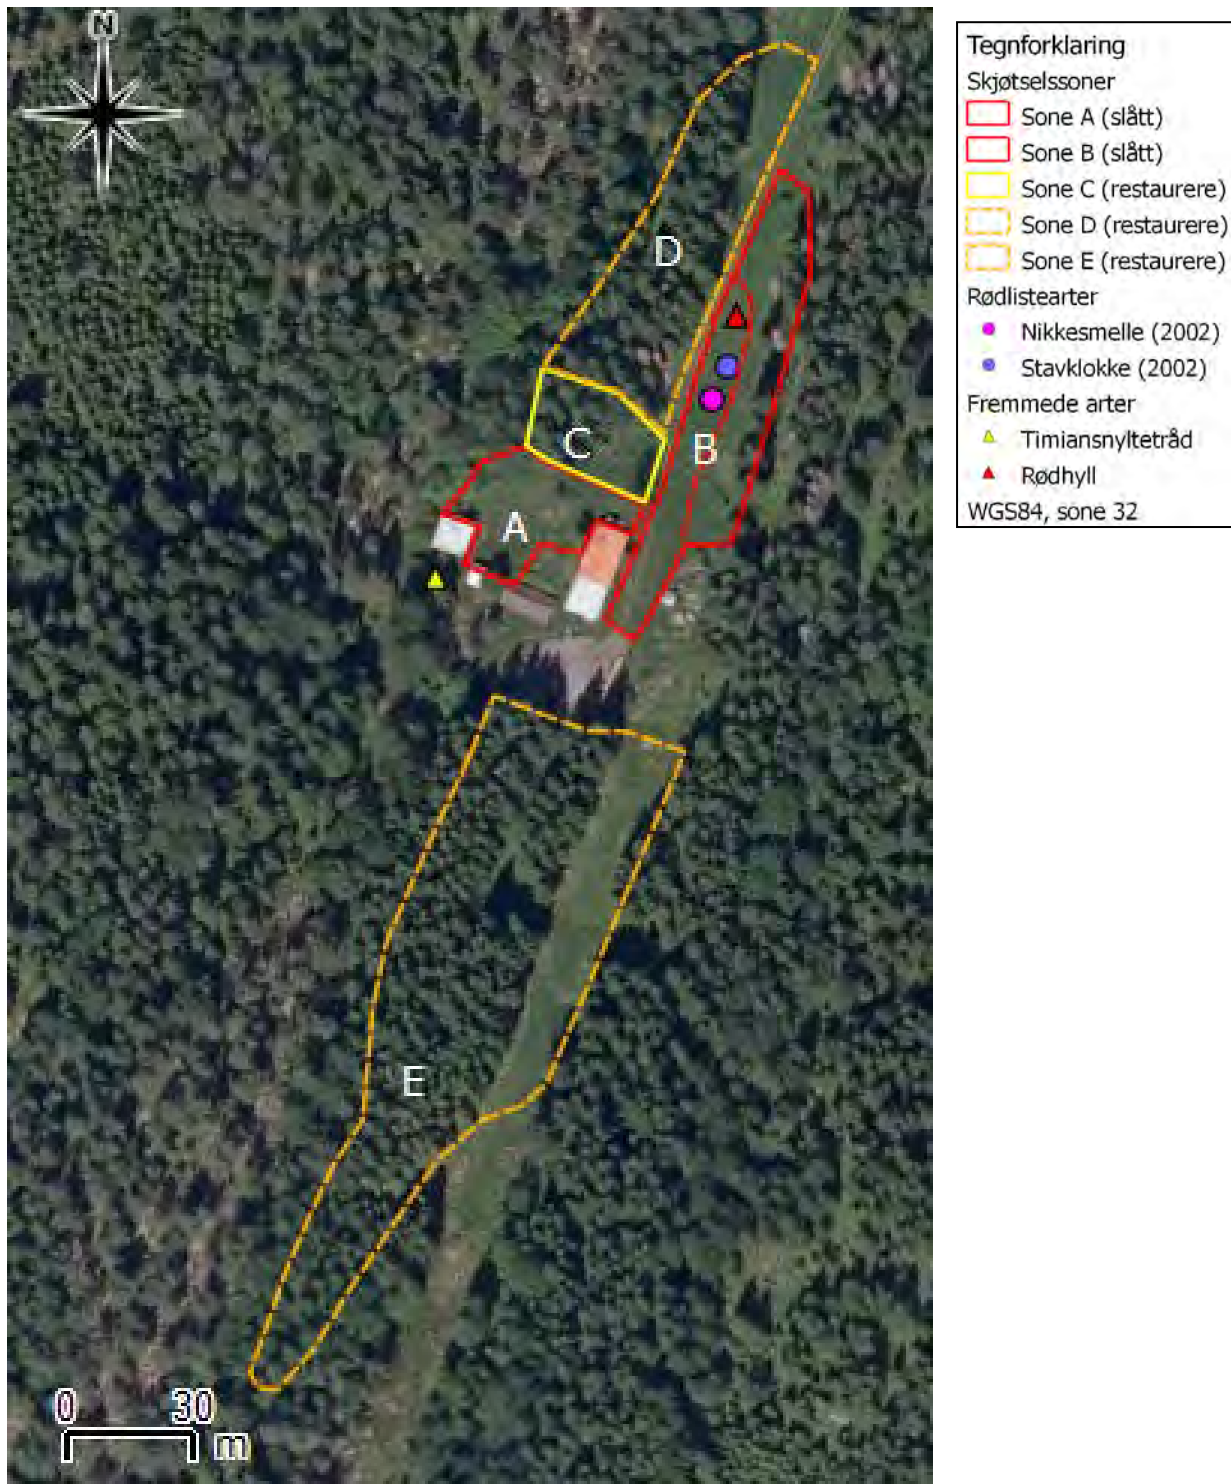 N
D
C
B
A
E
0 30
m
Tegnforklaring
Skjøtselssoner
Sone A (slått)
Sone B (slått)
Sone C (restaurere)
Sone D (restaurere)
Sone E (restaurere)
Rødlistearter
Nikkesmelle (2002)
Stavklokke (2002)
Fremmede arter
Timiansnyltetråd
Rødhyll
WGS84, sone 32